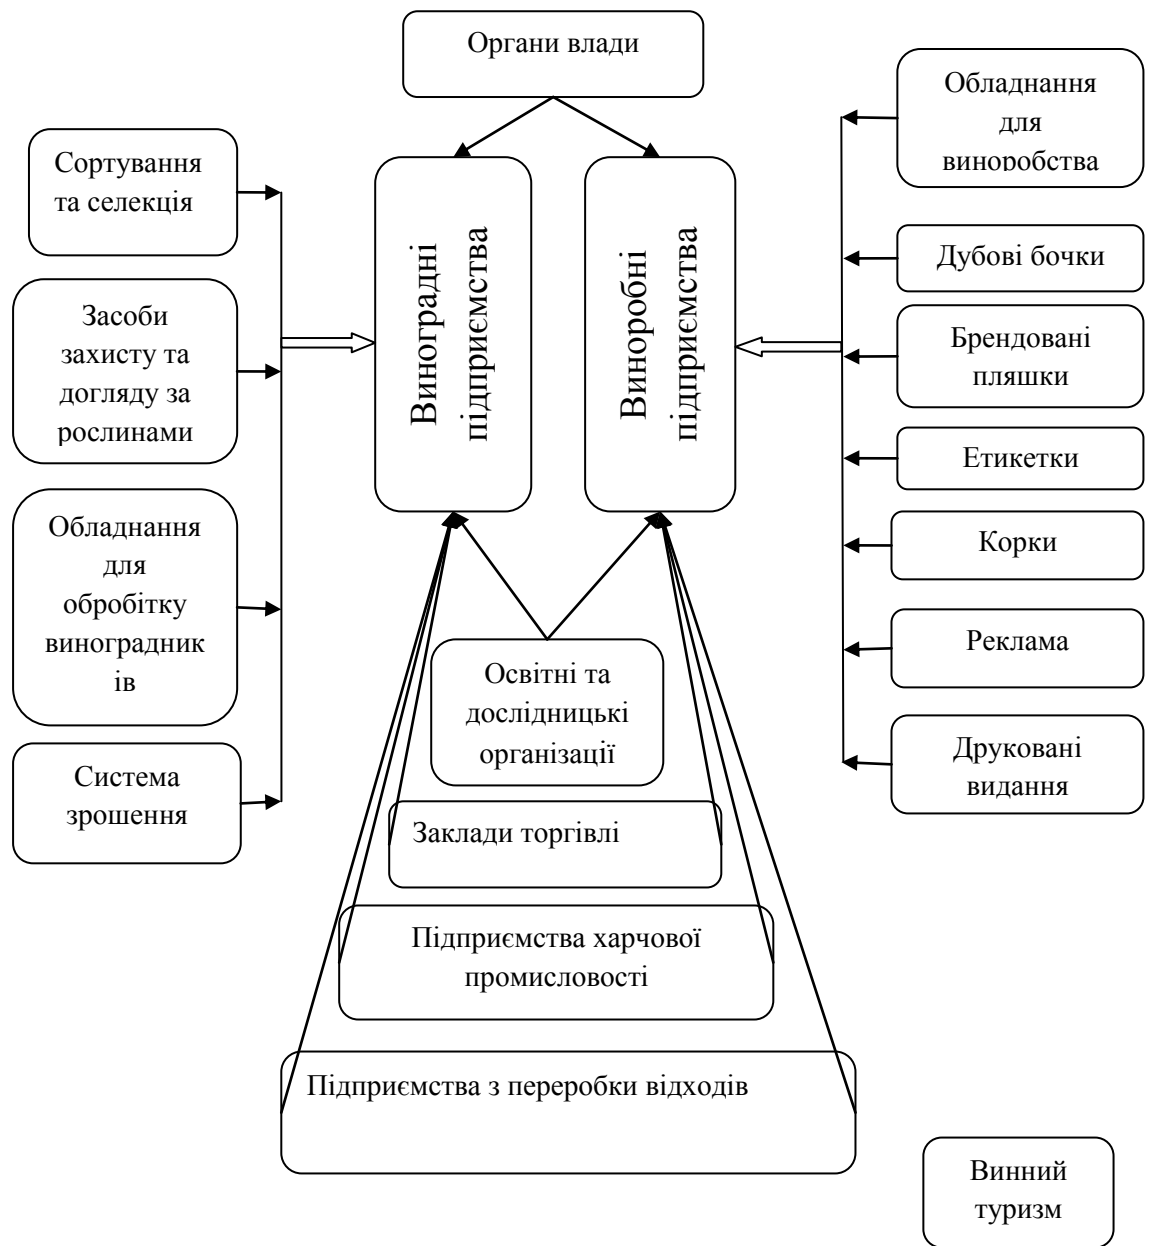 Органи влади
Сортування
та селекція
Засоби
захисту та
догляду за
рослинами
Обладнання
для
обробітку
виноградник
ів
Система
зрошення
Виноградні
підприємства
Виноробні
підприємства
Обладнання
для
виноробства
Дубові бочки
Брендовані
пляшки
Етикетки
Корки
Реклама
Друковані
видання
Освітні та
дослідницькі
організації
Заклади торгівлі
Підприємства харчової
промисловості
Підприємства з переробки відходів
Винний
туризм